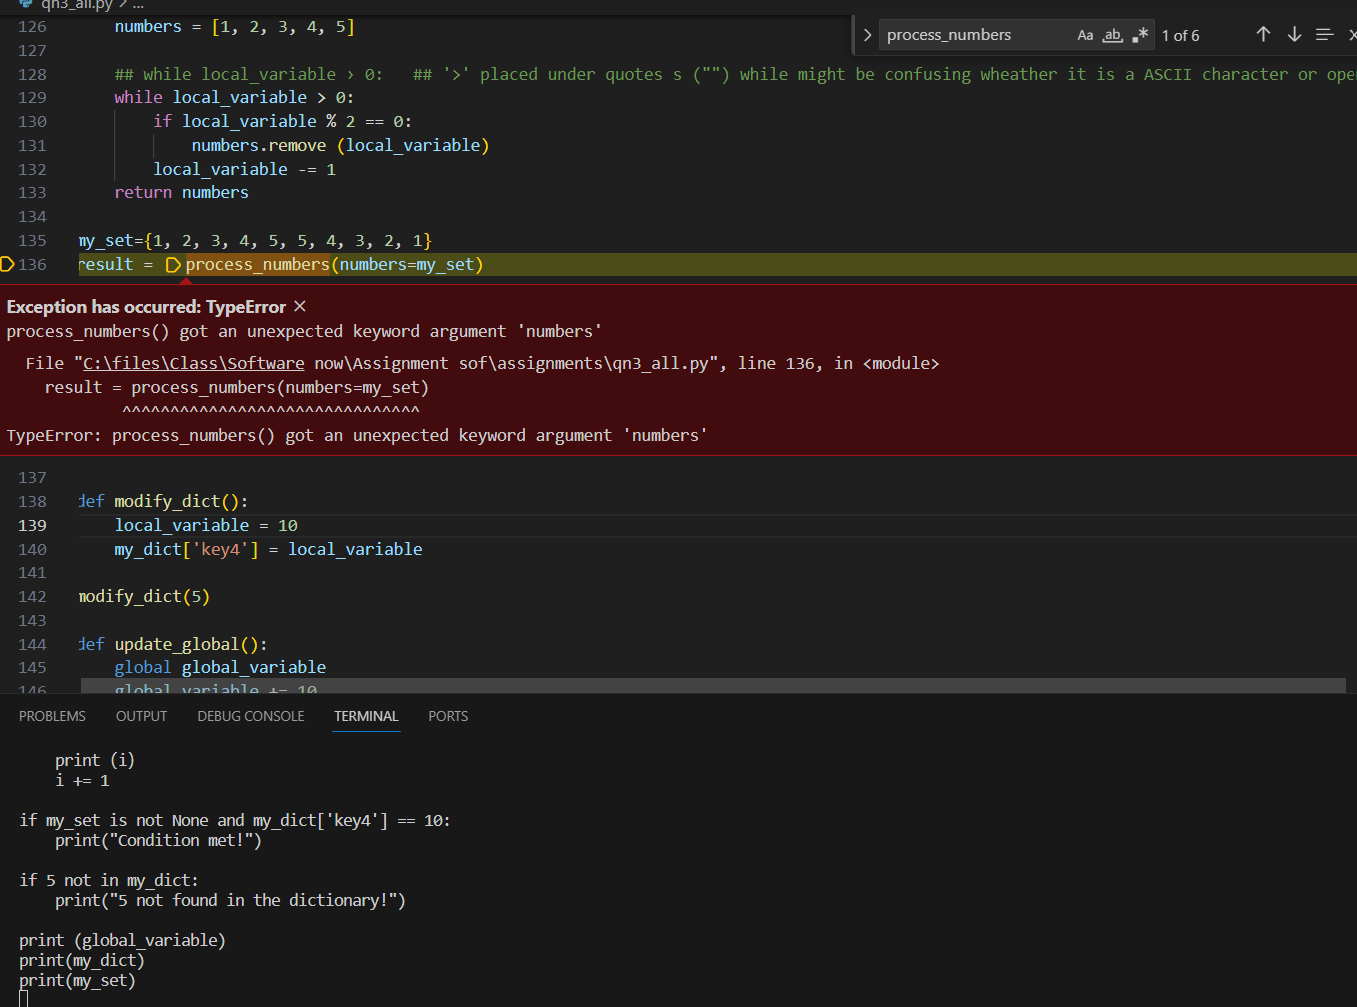 qn3_all.py > ...
126 numbers = [1, 2, 3, 4, 5]
process_numbers Aa ab .* 1 of 6
127
128 ## while local_variable › 0: ## '>' placed under quotes s ("") while might be confusing wheather it is a ASCII character or ope
129 while local_variable > 0:
130 if local_variable % 2 == 0:
131 numbers.remove (local_variable)
132 local_variable -= 1
133 return numbers
134
135 my_set={1, 2, 3, 4, 5, 5, 4, 3, 2, 1}
136 result = process_numbers(numbers=my_set)
Exception has occurred: TypeError ×
process_numbers() got an unexpected keyword argument 'numbers'
File "C:\files\Class\Software now\Assignment sof\assignments\qn3_all.py", line 136, in <module>
result = process_numbers(numbers=my_set)
^^^^^^^^^^^^^^^^^^^^^^^^^^^^^^^
TypeError: process_numbers() got an unexpected keyword argument 'numbers'
137
138 def modify_dict():
139 local_variable = 10
140 my_dict['key4'] = local_variable
141
142 modify_dict(5)
143
144 def update_global():
145 global global_variable
146 global_variable += 10
PROBLEMS OUTPUT DEBUG CONSOLE TERMINAL PORTS
print (i)
i += 1
if my_set is not None and my_dict['key4'] == 10:
print("Condition met!")
if 5 not in my_dict:
print("5 not found in the dictionary!")
print (global_variable)
print(my_dict)
print(my_set)